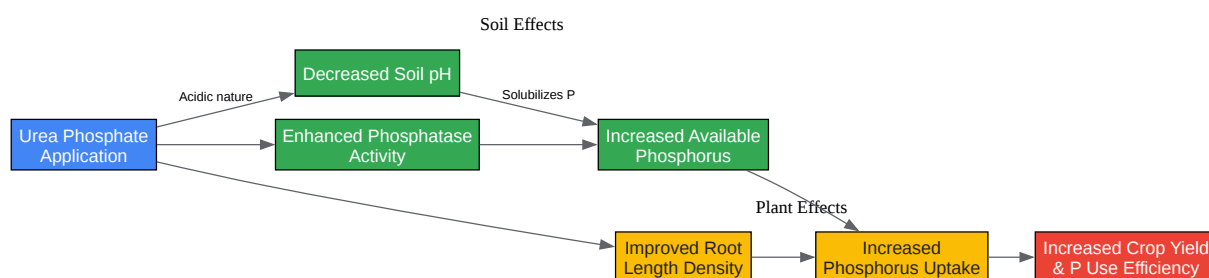 Soil Effects
Decreased Soil pH
Acidic nature
Solubilizes P
Urea Phosphate
Application
Enhanced Phosphatase
Activity
Increased Available
Phosphorus
Plant Effects
Improved Root
Length Density
Increased
Phosphorus Uptake
Increased Crop Yield
& P Use Efficiency